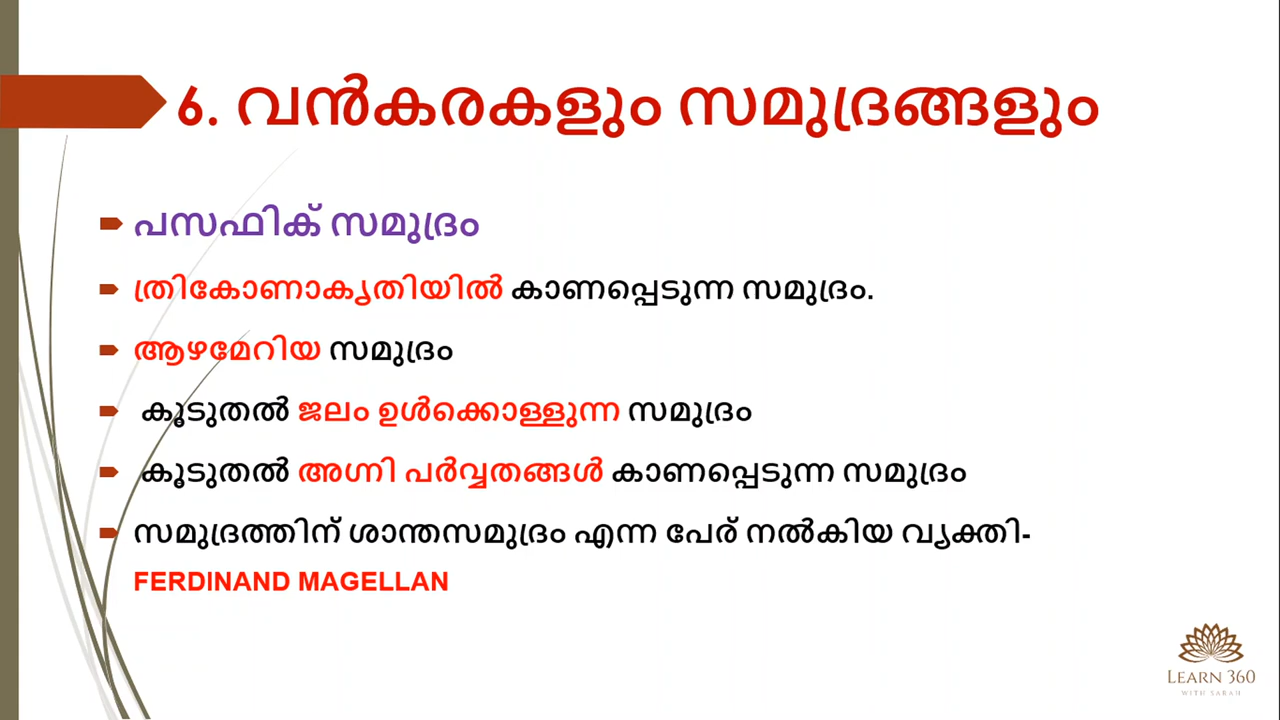 6. വൻകരകളും സമുദ്രങ്ങളും
പസഫിക് സമുദ്രം
ത്രികോണാകൃതിയിൽ കാണപ്പെടുന്ന സമുദ്രം.
ആഴമേറിയ സമുദ്രം
കൂടുതൽ ജലം ഉൾക്കൊള്ളുന്ന സമുദ്രം
കൂടുതൽ അഗ്നി പർവ്വതങ്ങൾ കാണപ്പെടുന്ന സമുദ്രം
സമുദ്രത്തിന് ശാന്തസമുദ്രം എന്ന പേര് നൽകിയ വ്യക്തി-
FERDINAND MAGELLAN
LEARN 360
WITH SARAH